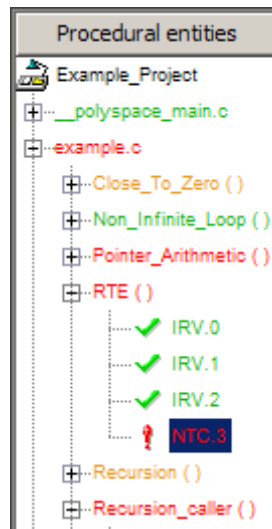 Procedural entities
Example_Project
__polyspace_main.c
example.c
Close_To_Zero ( )
Non_Infinite_Loop ( )
Pointer_Arithmetic ( )
RTE ( )
IRV.0
IRV.1
IRV.2
NTC.3
Recursion ( )
Recursion_caller ( )